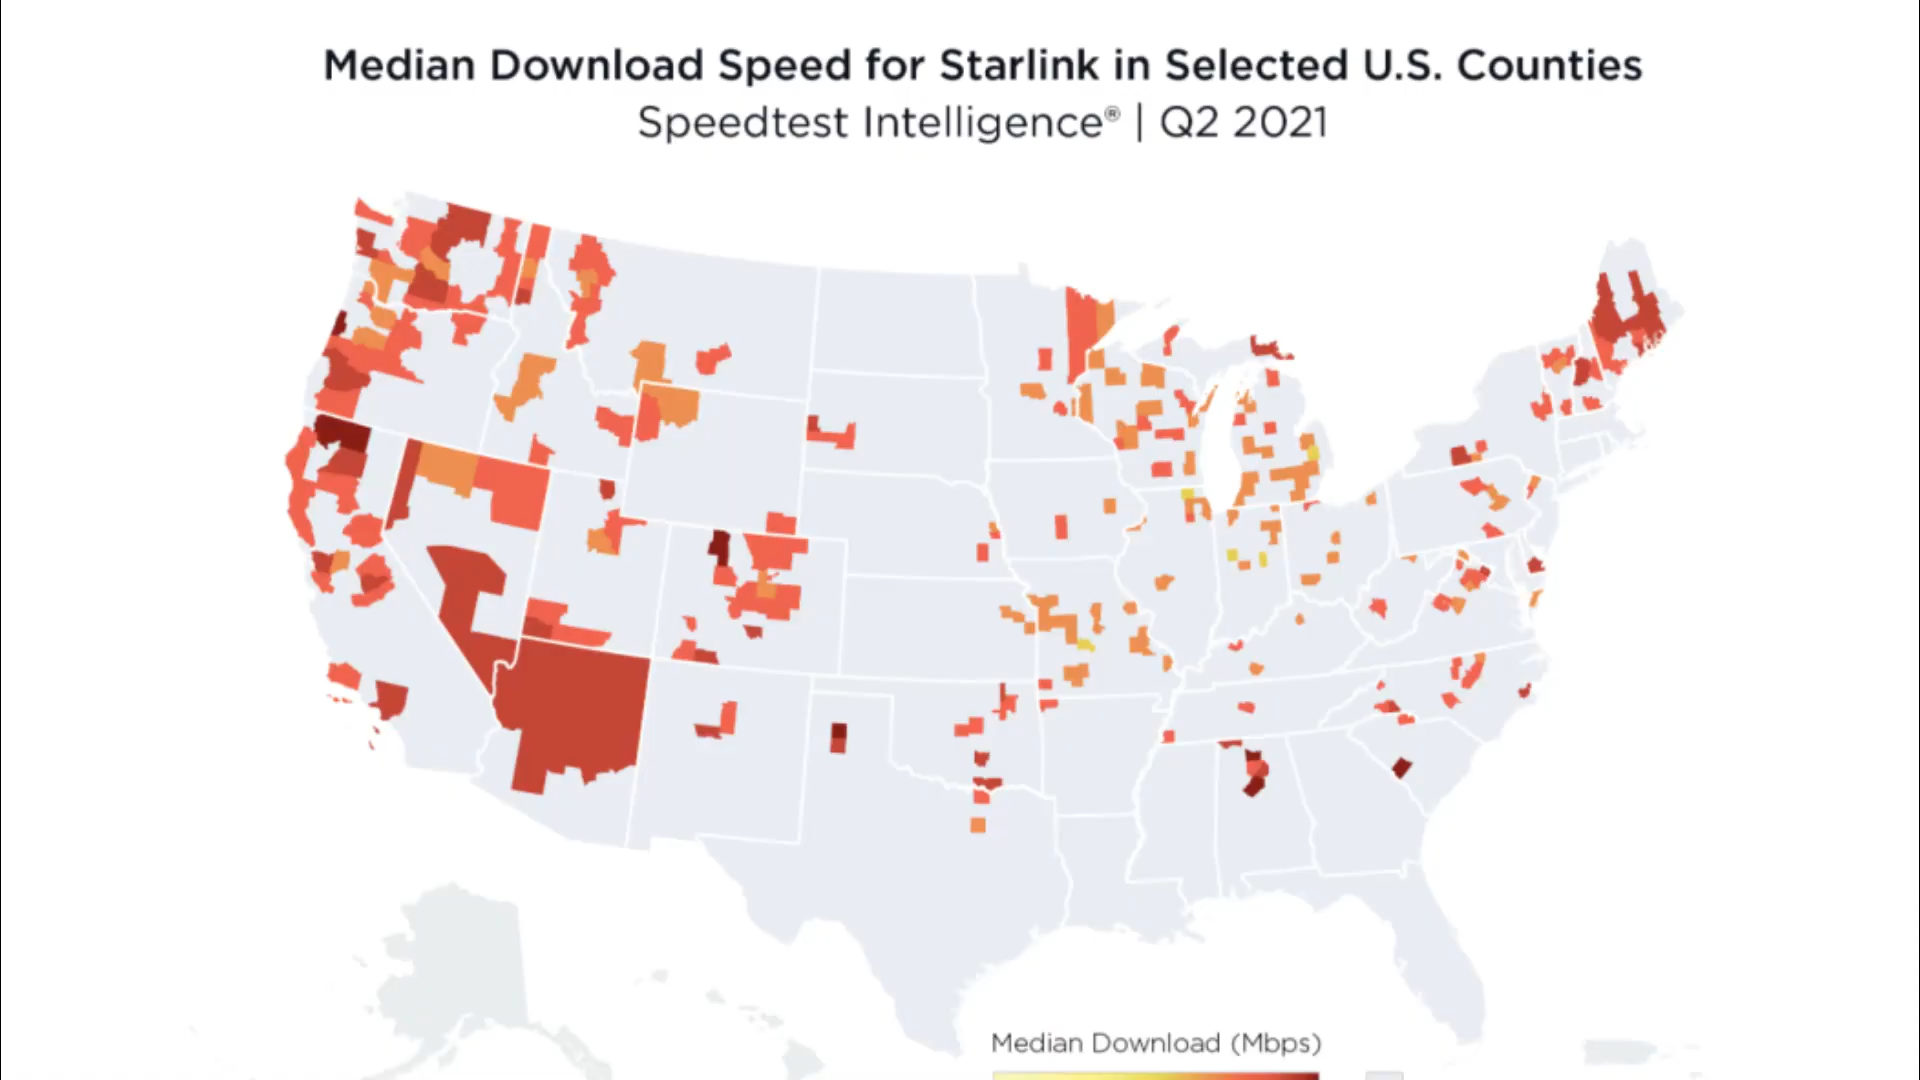 Median Download Speed for Starlink in Selected U.S. Counties
Speedtest Intelligence® | Q2 2021
Median Download (Mbps)